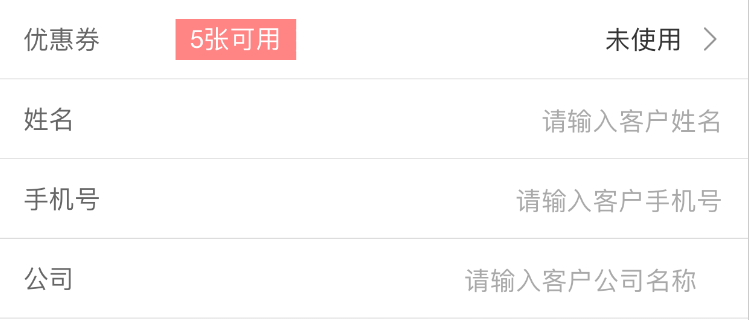 优惠券 5张可用 未使用
姓名 请输入客户姓名
手机号 请输入客户手机号
公司 请输入客户公司名称